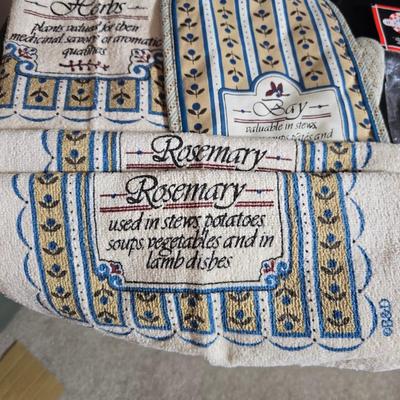 Herbs
plants valued for their
medicinal savory or aromatic
qualities
Bay
valuable in stews,
Rosemary
Rosemary
used in stews, potatoes
soups, vegetables and in
lamb dishes